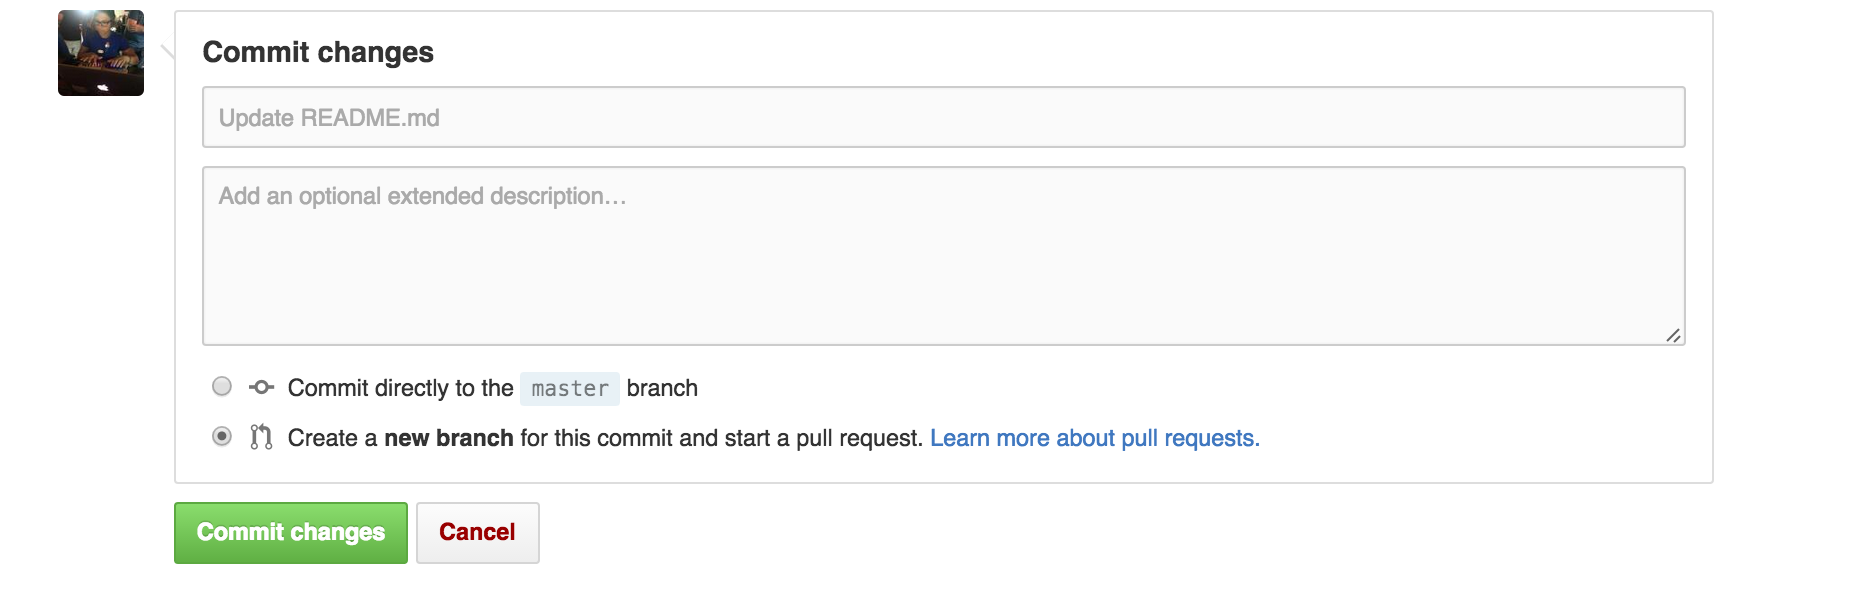 Commit changes
Update README.md
Add an optional extended description…
Commit directly to the master branch
Create a new branch for this commit and start a pull request. Learn more about pull requests.
Commit changes
Cancel